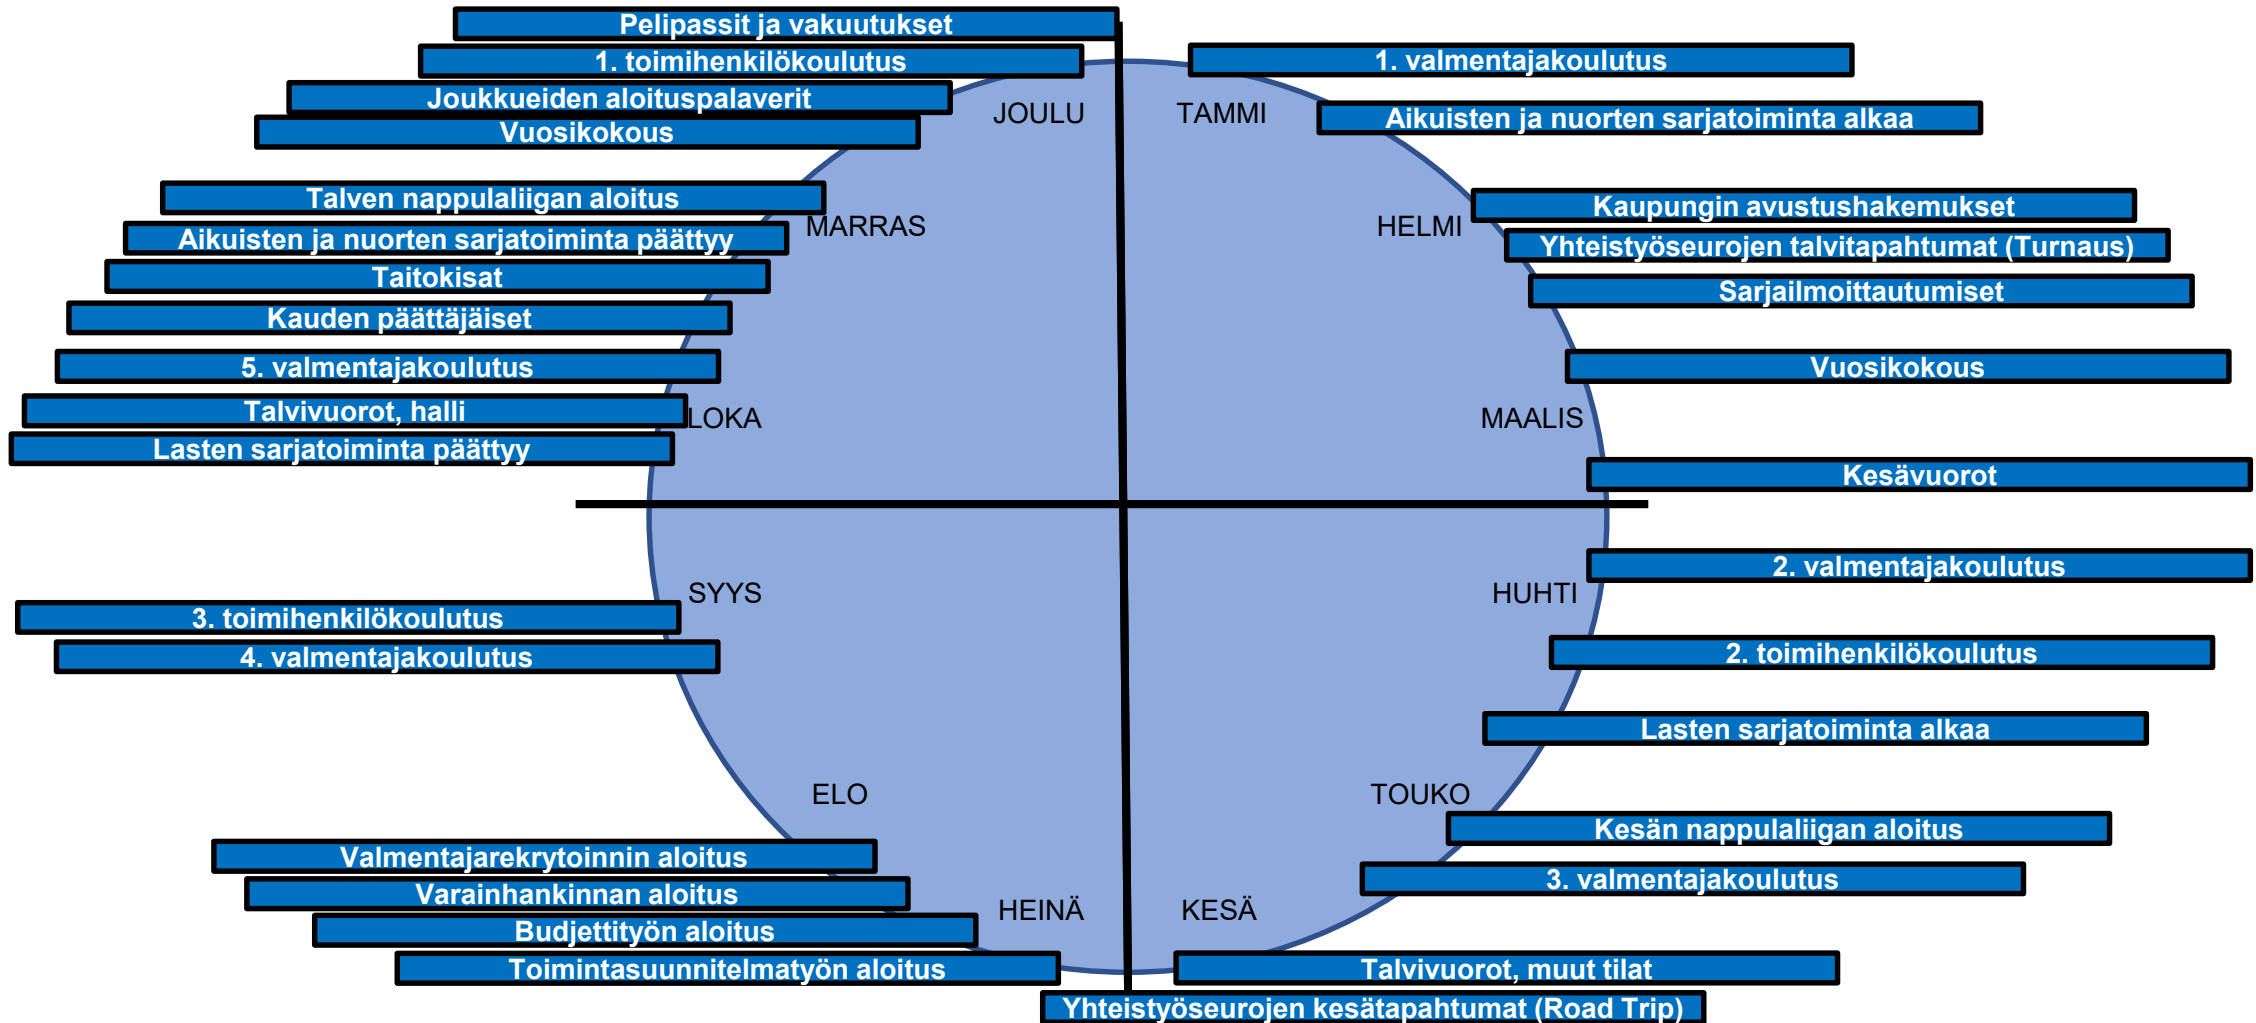 Pelipassit ja vakuutukset
1. toimihenkilökoulutus
1. valmentajakoulutus
Joukkueiden aloituspalaverit
JOULU
TAMMI
Aikuisten ja nuorten sarjatoiminta alkaa
Vuosikokous
Talven nappulaliigan aloitus
MARRAS
HELMI
Kaupungin avustushakemukset
Aikuisten ja nuorten sarjatoiminta päättyy
Yhteistyöseurojen talvitapahtumat (Turnaus)
Taitokisat
Sarjailmoittautumiset
Kauden päättäjäiset
5. valmentajakoulutus
Vuosikokous
Talvivuorot, halli
LOKA
MAALIS
Lasten sarjatoiminta päättyy
Kesävuorot
2. valmentajakoulutus
SYYS
HUHTI
3. toimihenkilökoulutus
4. valmentajakoulutus
2. toimihenkilökoulutus
Lasten sarjatoiminta alkaa
ELO
TOUKO
Kesän nappulaliigan aloitus
Valmentajarekrytoinnin aloitus
3. valmentajakoulutus
Varainhankinnan aloitus
HEINÄ
KESÄ
Budjettityön aloitus
Toimintasuunnitelmatyön aloitus
Talvivuorot, muut tilat
Yhteistyöseurojen kesätapahtumat (Road Trip)